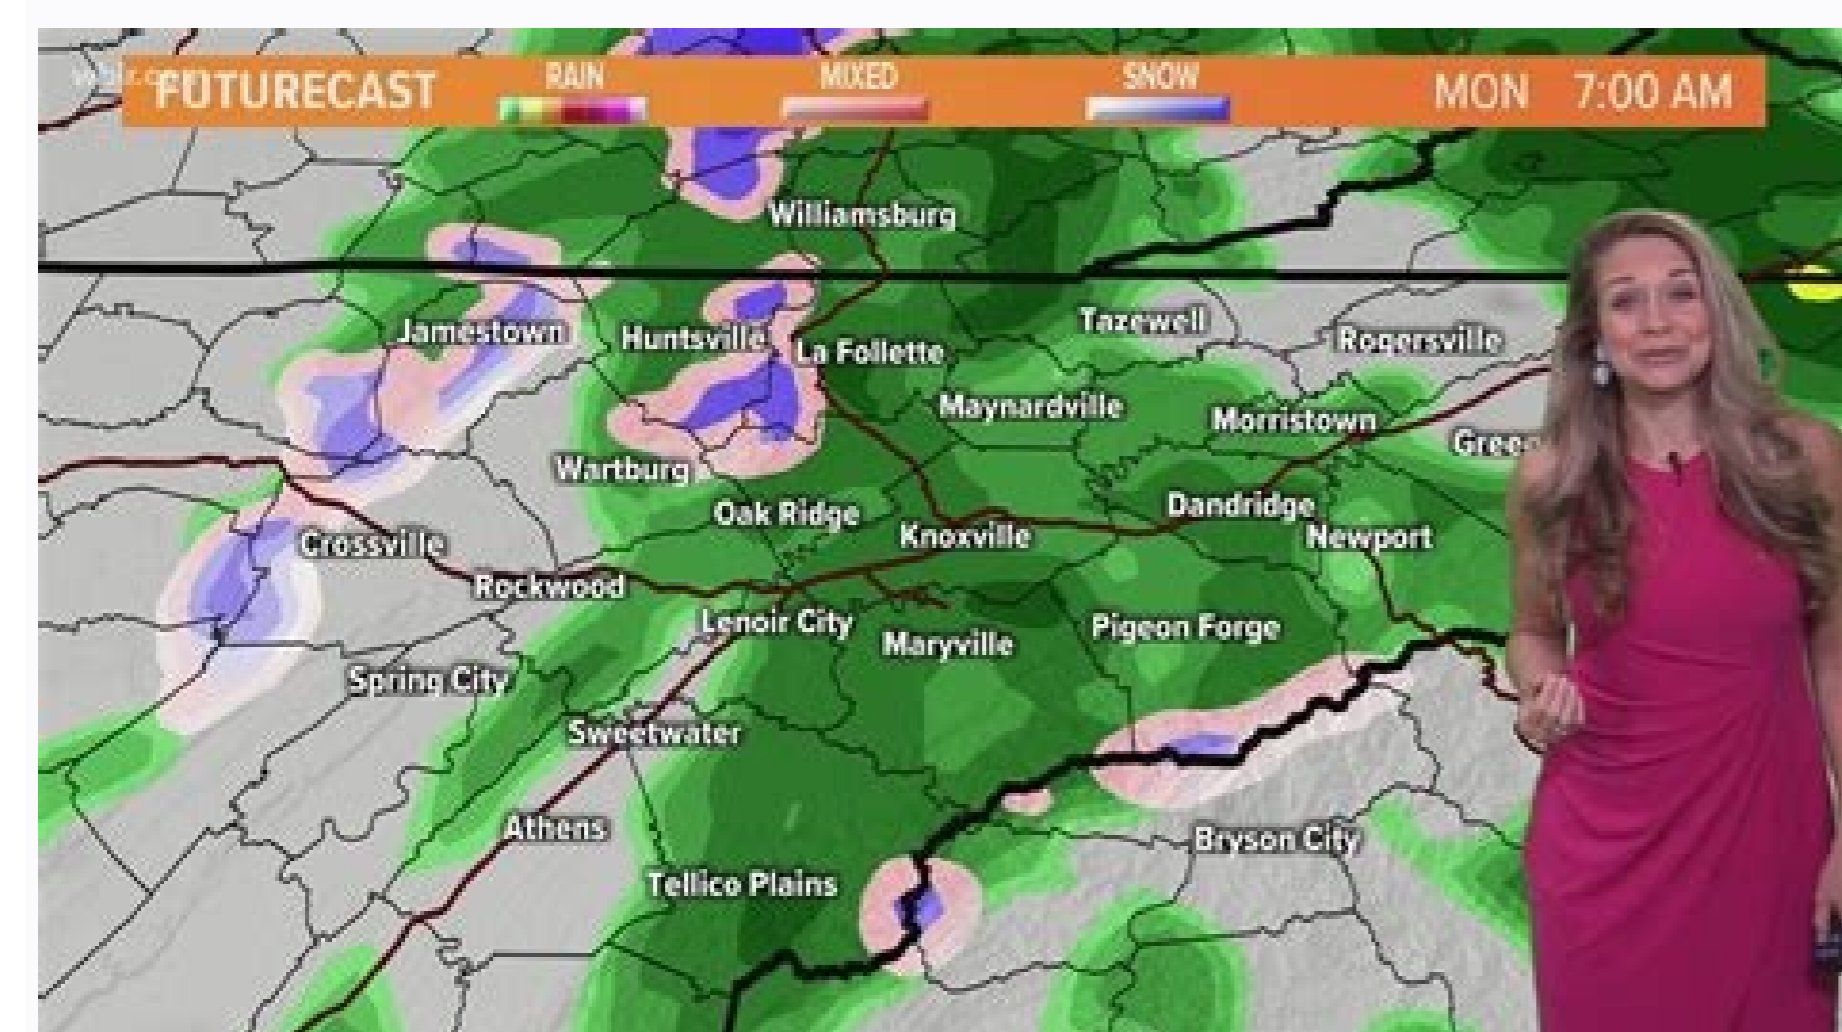 RAIN MIXED SNOW
FUTURECAST MON 7:00 AM
Williamsburg
Jamestown Huntsville La Follette Tazewell Rogersville
Maynardville Morristown
Wartburg Greene
Oak Ridge Dandridge
Crossville Knoxville Newport
Rockwood
Lenoir City Maryville Pigeon Forge
Spring City
Sweetwater
Athens Bryson City
Tellico Plains